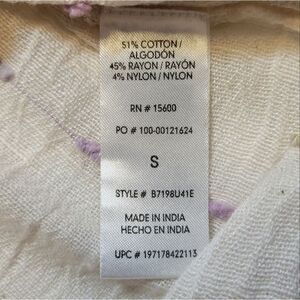 51% COTTON /
ALGODÓN
45% RAYON / RAYÓN
4% NYLON / NYLON
RN # 15600
PO # 100-00121624
S
STYLE # B7198U41E
MADE IN INDIA
HECHO EN INDIA
UPC # 197178422113